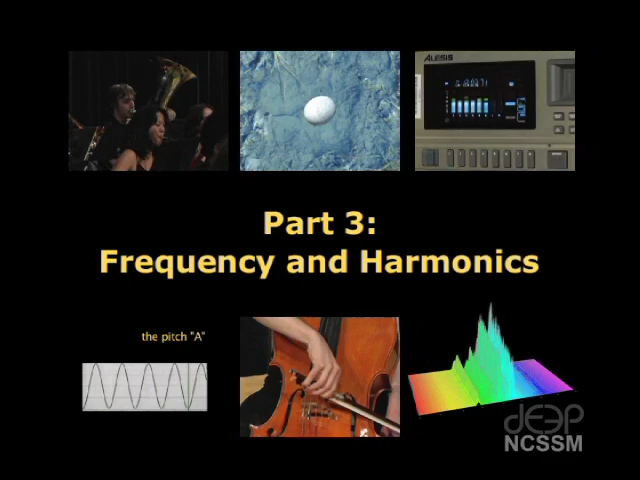 ALESIS
Part 3:
Frequency and Harmonics
the pitch "A"
dEEP
NCSSM